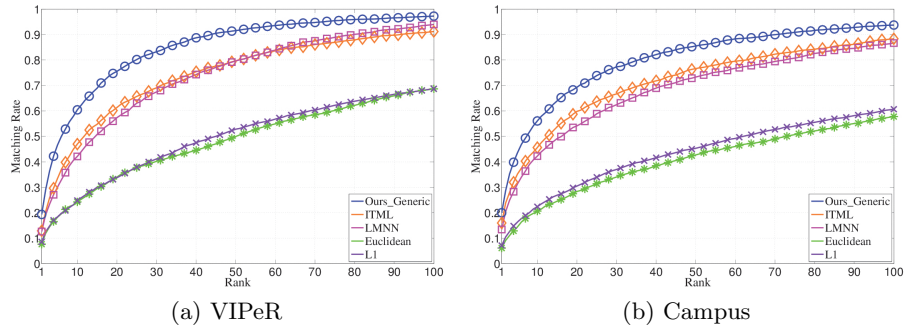 Matching Rate
1
0.9
0.8
0.7
0.6
0.5
0.4
0.3
0.2
0.1
0
1 10 20 30 40 50 60 70 80 90 100
Rank
Ours_Generic
ITML
LMNN
Euclidean
L1
(a) VIPeR
Matching Rate
1
0.9
0.8
0.7
0.6
0.5
0.4
0.3
0.2
0.1
0
1 10 20 30 40 50 60 70 80 90 100
Rank
Ours_Generic
ITML
LMNN
Euclidean
L1
(b) Campus